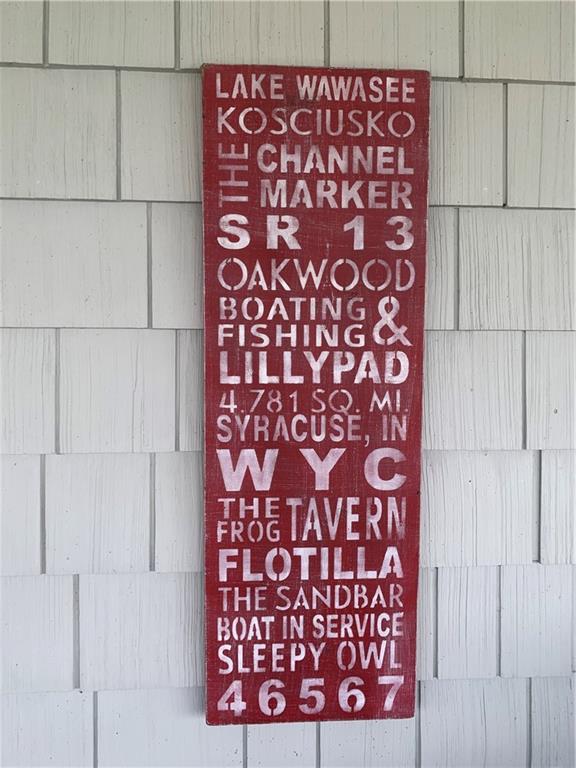 LAKE WAWASEE
KOSCIUSKO
THE CHANNEL
MARKER
SR 13
OAKWOOD
BOATING &
FISHING
LILLYPAD
4.781 SQ. MI.
SYRACUSE, IN
WYC
THE FROG TAVERN
FLOTILLA
THE SANDBAR
BOAT IN SERVICE
SLEEPY OWL
46567